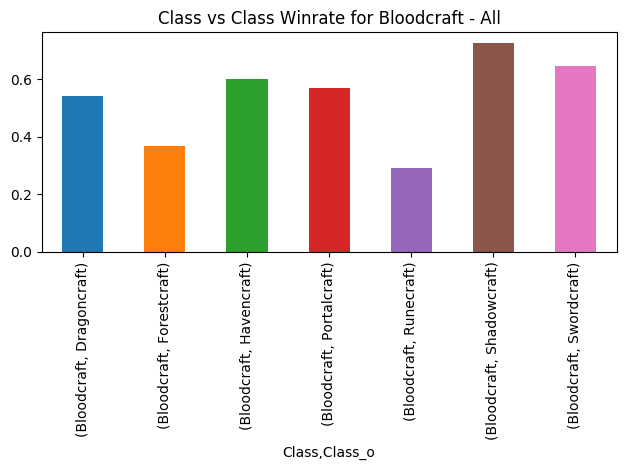 Class vs Class Winrate for Bloodcraft - All
0.6
0.4
0.2
0.0
(Bloodcraft, Dragoncraft)
(Bloodcraft, Forestcraft)
(Bloodcraft, Havencraft)
(Bloodcraft, Portalcraft)
(Bloodcraft, Runecraft)
(Bloodcraft, Shadowcraft)
(Bloodcraft, Swordcraft)
Class,Class_o